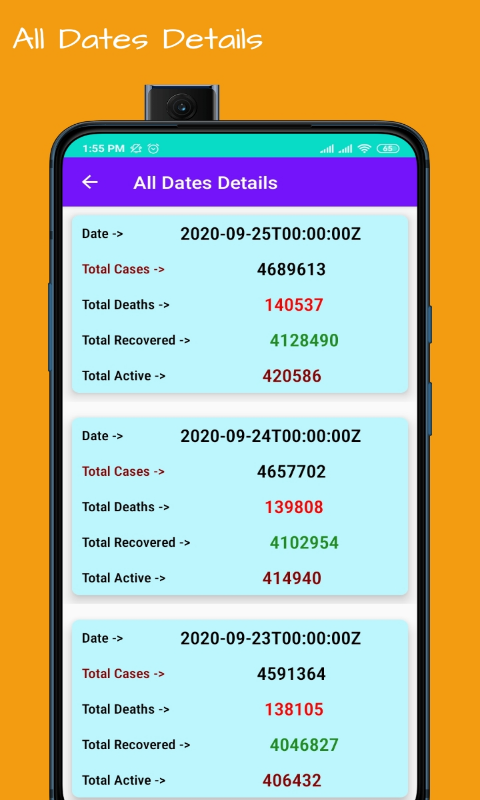 All Dates Details
1:55 PM 65
All Dates Details
Date -> 2020-09-25T00:00:00Z
Total Cases -> 4689613
Total Deaths -> 140537
Total Recovered -> 4128490
Total Active -> 420586
Date -> 2020-09-24T00:00:00Z
Total Cases -> 4657702
Total Deaths -> 139808
Total Recovered -> 4102954
Total Active -> 414940
Date -> 2020-09-23T00:00:00Z
Total Cases -> 4591364
Total Deaths -> 138105
Total Recovered -> 4046827
Total Active -> 406432